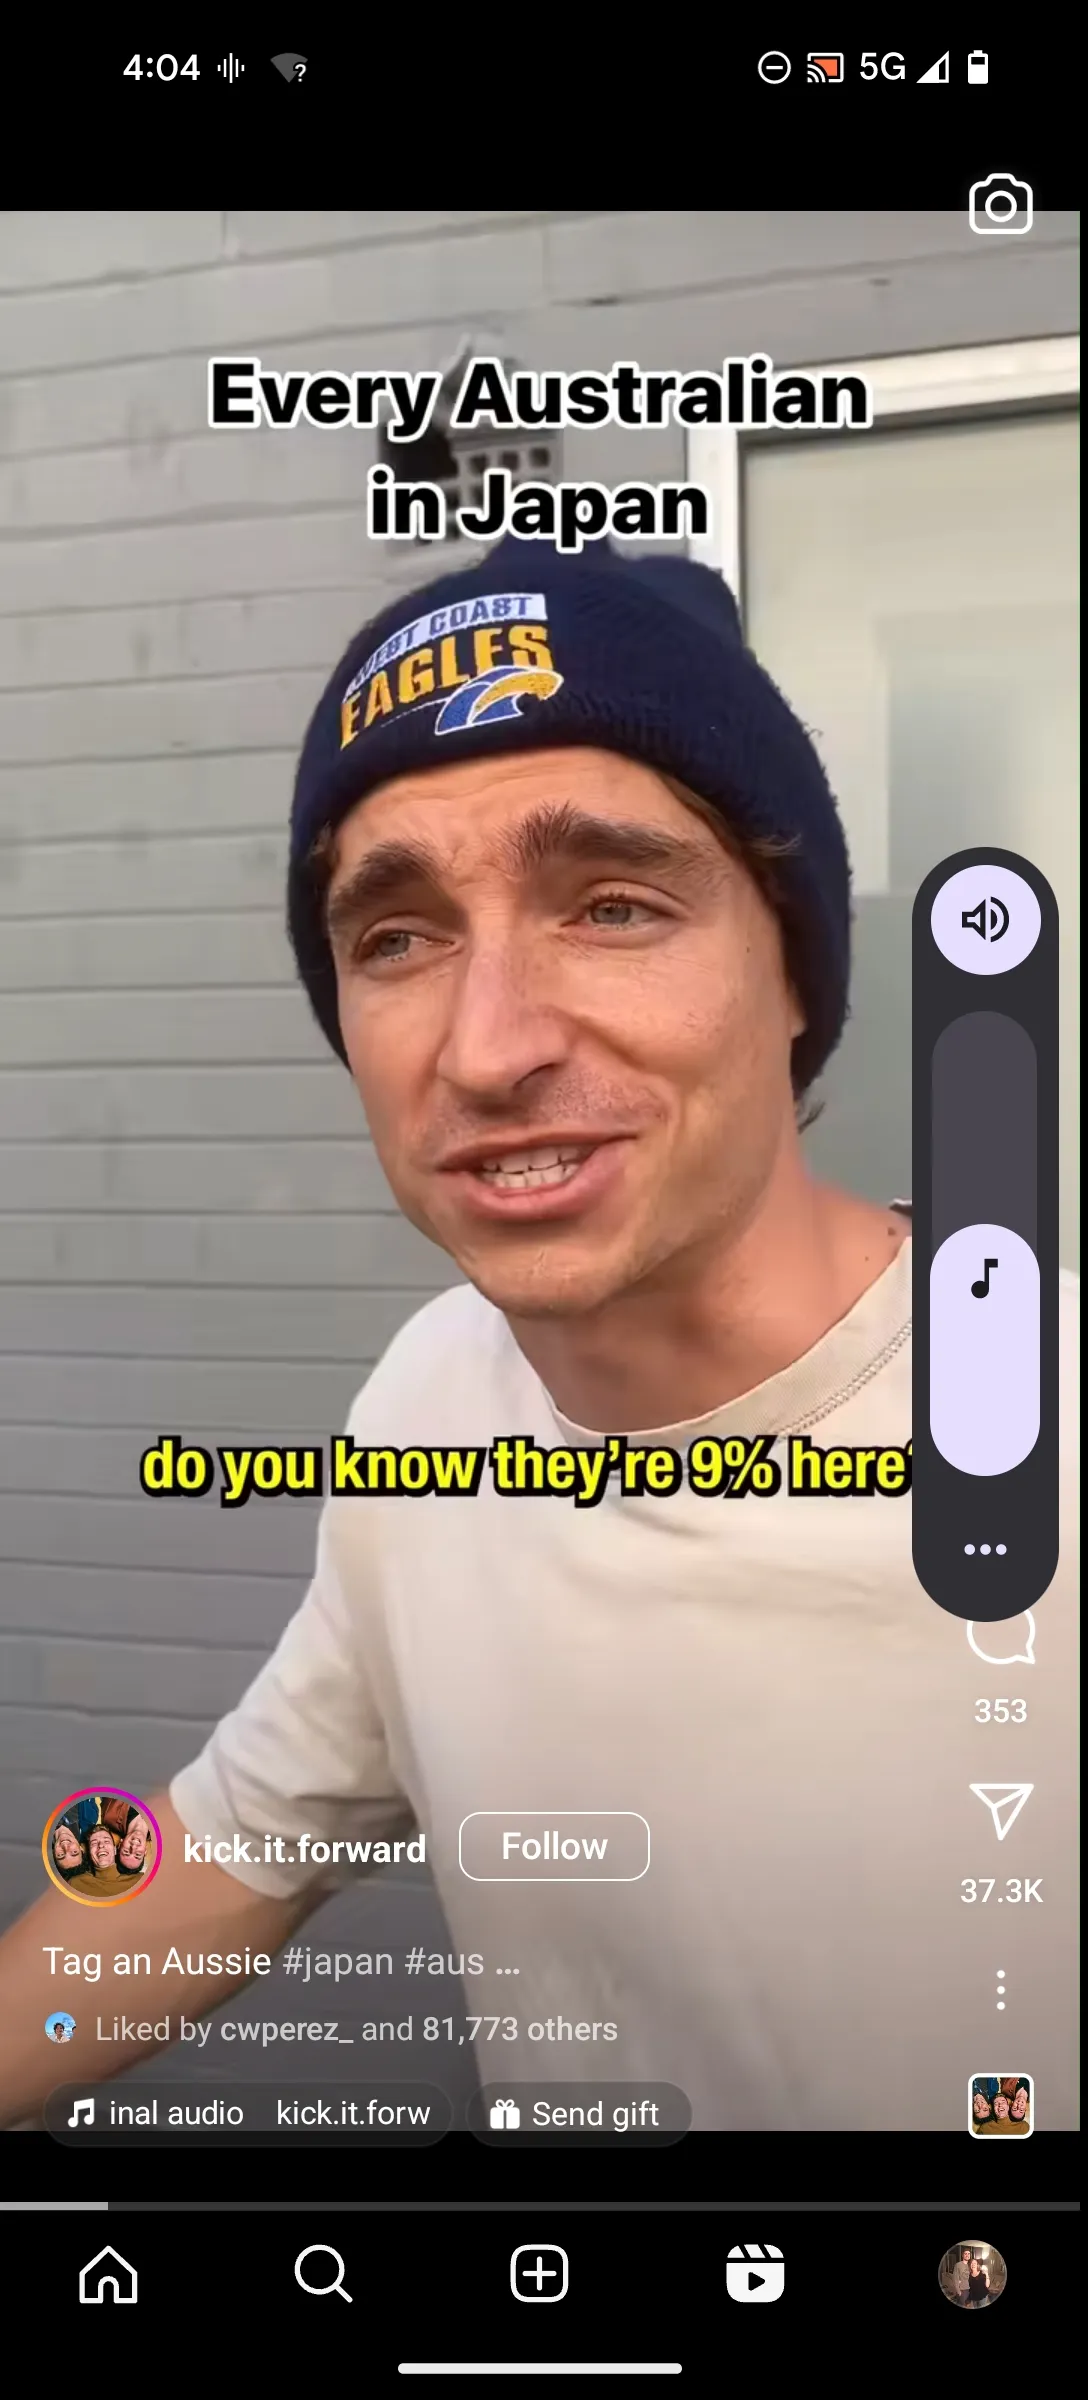 4:04
?
5G
Every Australian
in Japan
WEST COAST
EAGLES
do you know they're 9% here
353
37.3K
kick.it.forward
Follow
Tag an Aussie #japan #aus ...
Liked by cwperez_ and 81,773 others
inal audio kick.it.forw
Send gift